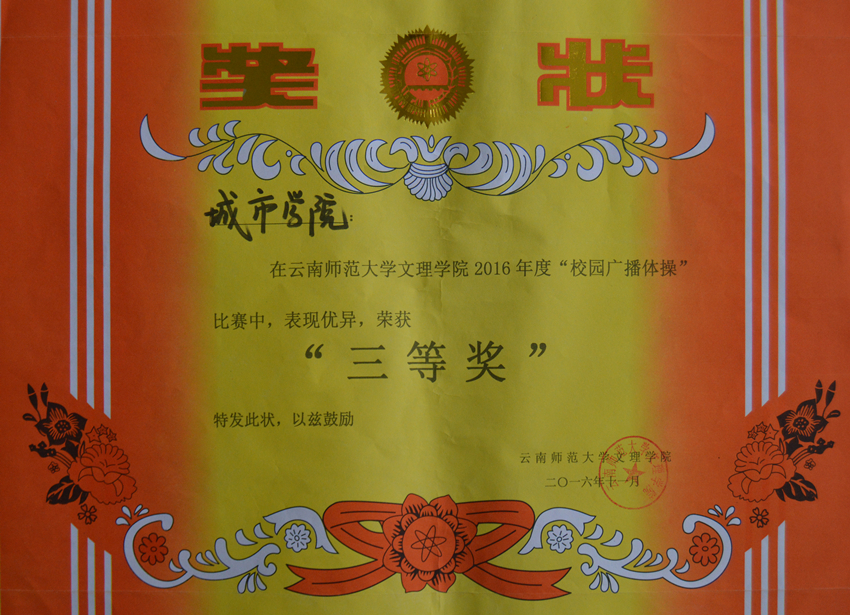 奖状
城市学院：
在云南师范大学文理学院2016年度“校园广播体操”
比赛中，表现优异，荣获
“三等奖”
特发此状，以兹鼓励
云南师范大学文理学院
二〇一六年十一月